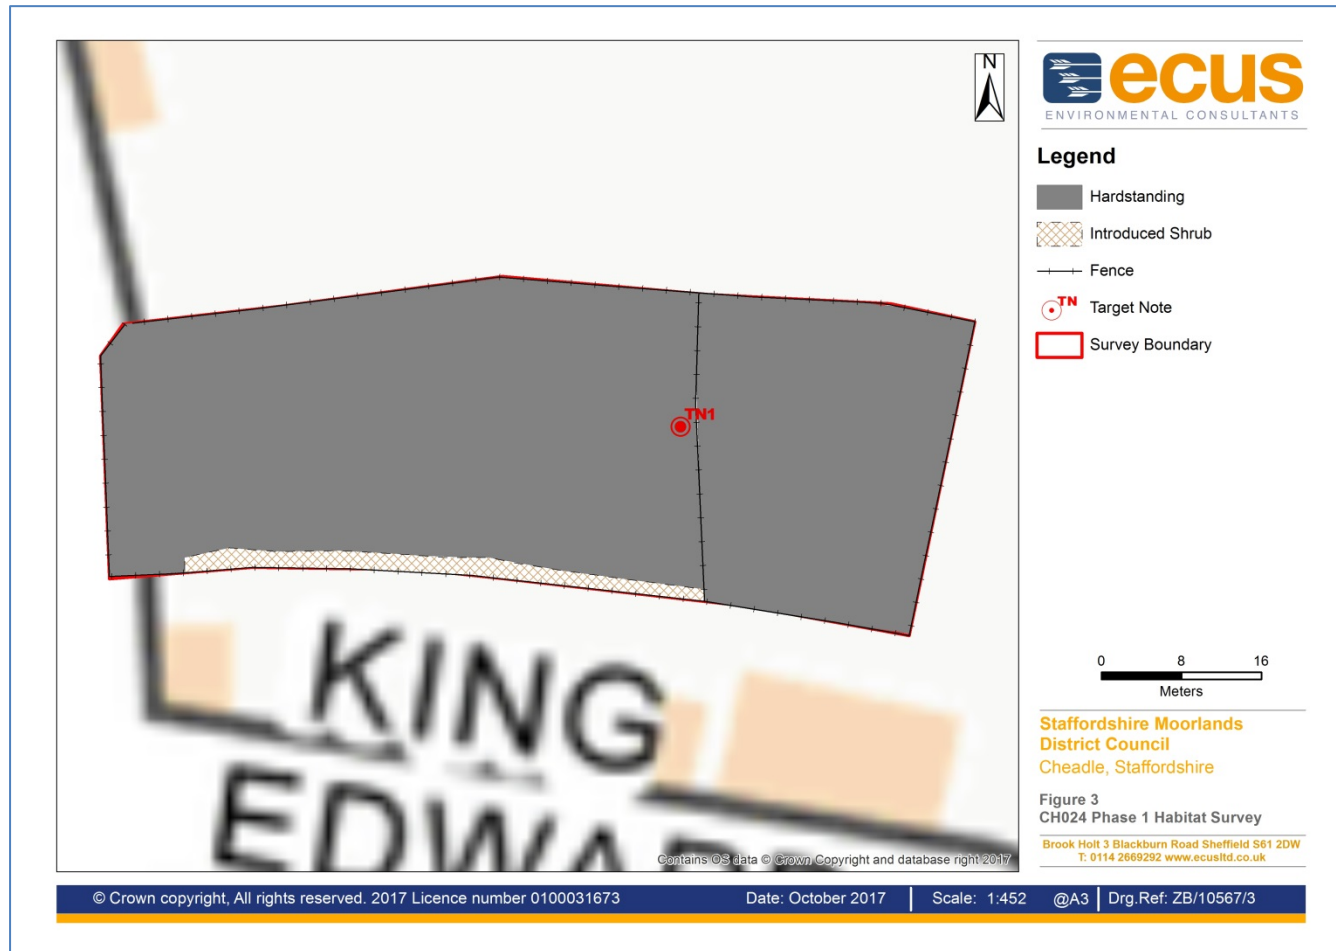 N
TN1
KING
EDWARD
Contains OS data © Crown Copyright and database right 2017
ecus
ENVIRONMENTAL CONSULTANTS
Legend
Hardstanding
Introduced Shrub
Fence
TN
Target Note
Survey Boundary
0 8 16
Meters
Staffordshire Moorlands
District Council
Cheadle, Staffordshire
Figure 3
CH024 Phase 1 Habitat Survey
Brook Holt 3 Blackburn Road Sheffield S61 2DW
T: 0114 2669292 www.ecusltd.co.uk
© Crown copyright, All rights reserved. 2017 Licence number 0100031673
Date: October 2017
Scale: 1:452 @A3
Drg.Ref: ZB/10567/3